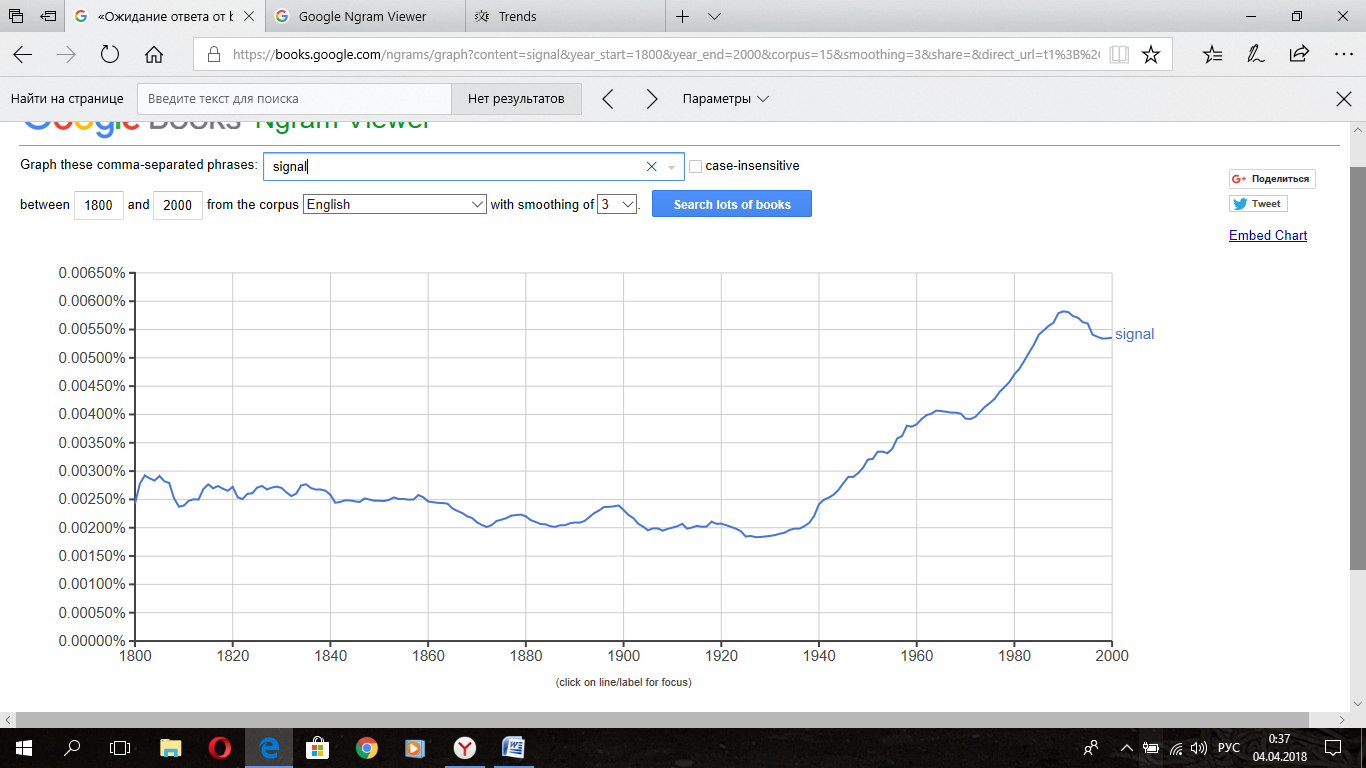 «Ожидание ответа от b
Google Ngram Viewer
Trends
https://books.google.com/ngrams/graph?content=signal&year_start=1800&year_end=2000&corpus=15&smoothing=3&share=&direct_url=t1%3B%2C
Найти на странице
Введите текст для поиска
Нет результатов
Параметры
Google Books Ngram Viewer
Graph these comma-separated phrases: signal case-insensitive
between 1800 and 2000 from the corpus English with smoothing of 3 .
Search lots of books
Поделиться
Tweet
Embed Chart
0.00650%
0.00600%
0.00550%
signal
0.00500%
0.00450%
0.00400%
0.00350%
0.00300%
0.00250%
0.00200%
0.00150%
0.00100%
0.00050%
0.00000%
1800 1820 1840 1860 1880 1900 1920 1940 1960 1980 2000
(click on line/label for focus)
РУС
0:37
04.04.2018